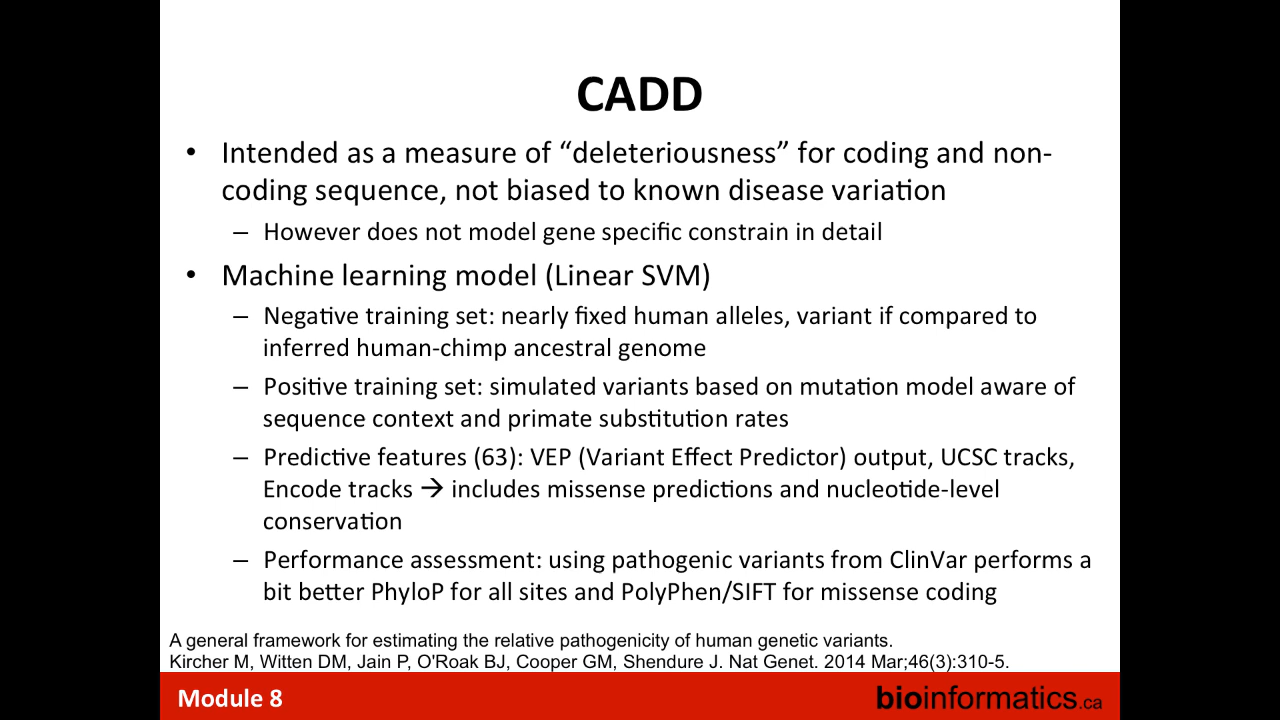 CADD
• Intended as a measure of “deleteriousness” for coding and non-
coding sequence, not biased to known disease variation
– However does not model gene specific constrain in detail
• Machine learning model (Linear SVM)
– Negative training set: nearly fixed human alleles, variant if compared to
inferred human-chimp ancestral genome
– Positive training set: simulated variants based on mutation model aware of
sequence context and primate substitution rates
– Predictive features (63): VEP (Variant Effect Predictor) output, UCSC tracks,
Encode tracks → includes missense predictions and nucleotide-level
conservation
– Performance assessment: using pathogenic variants from ClinVar performs a
bit better PhyloP for all sites and PolyPhen/SIFT for missense coding
A general framework for estimating the relative pathogenicity of human genetic variants.
Kircher M, Witten DM, Jain P, O'Roak BJ, Cooper GM, Shendure J. Nat Genet. 2014 Mar;46(3):310-5.
Module 8
bioinformatics.ca